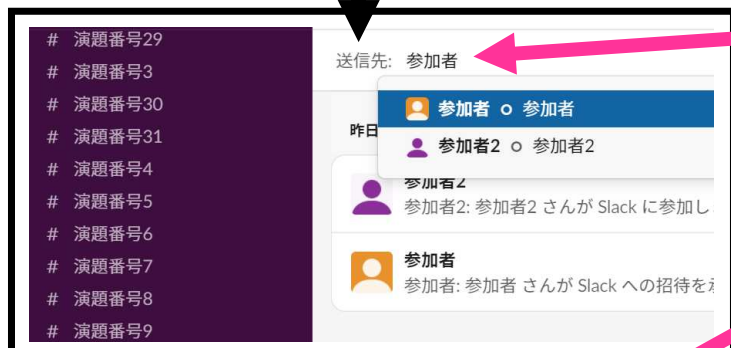 # 演題番号29
# 演題番号3
# 演題番号30
# 演題番号31
# 演題番号4
# 演題番号5
# 演題番号6
# 演題番号7
# 演題番号8
# 演題番号9
送信先: 参加者
参加者 参加者
昨日
参加者2 参加者2
参加者2
参加者2: 参加者2 さんが Slack に参加し
参加者
参加者: 参加者 さんが Slack への招待を